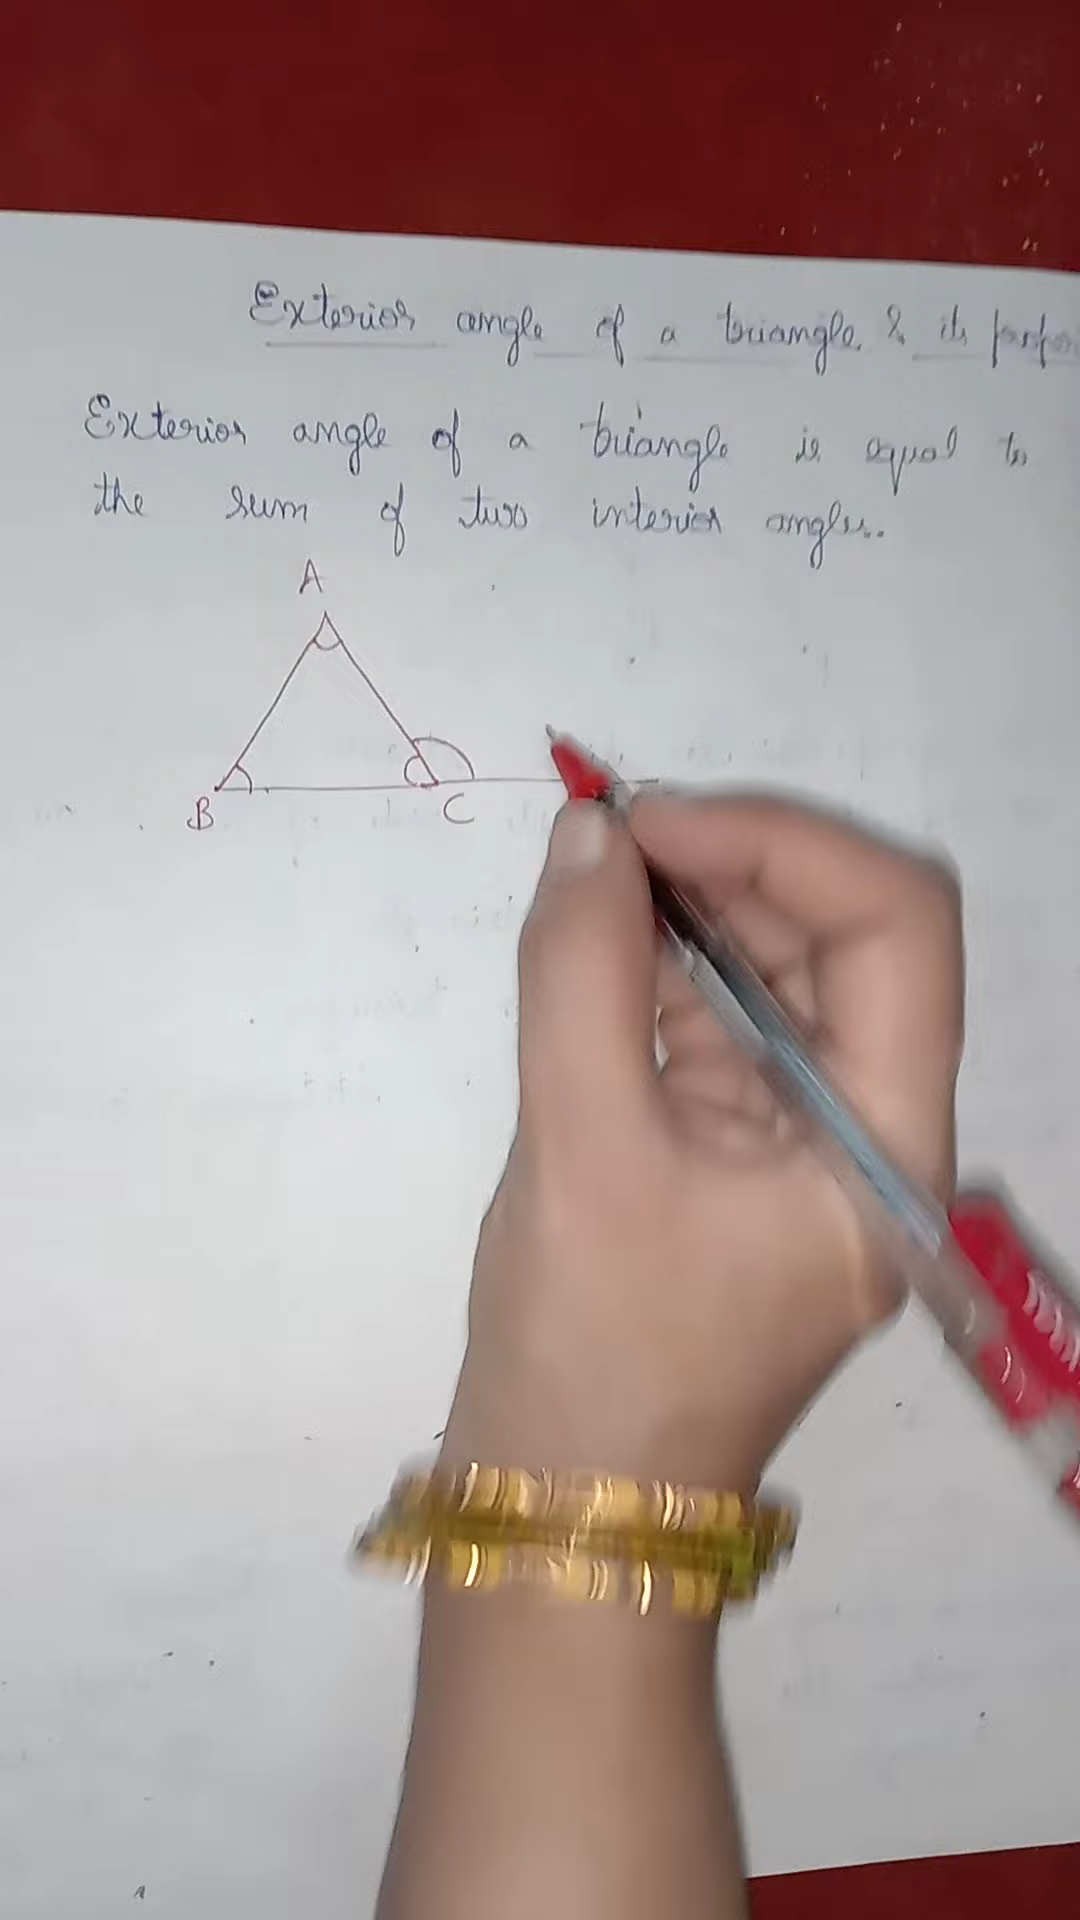 Exterior angle of a triangle & its
Exterior angle of a triangle is equal to
the sum of two interior angles.
A
B
C